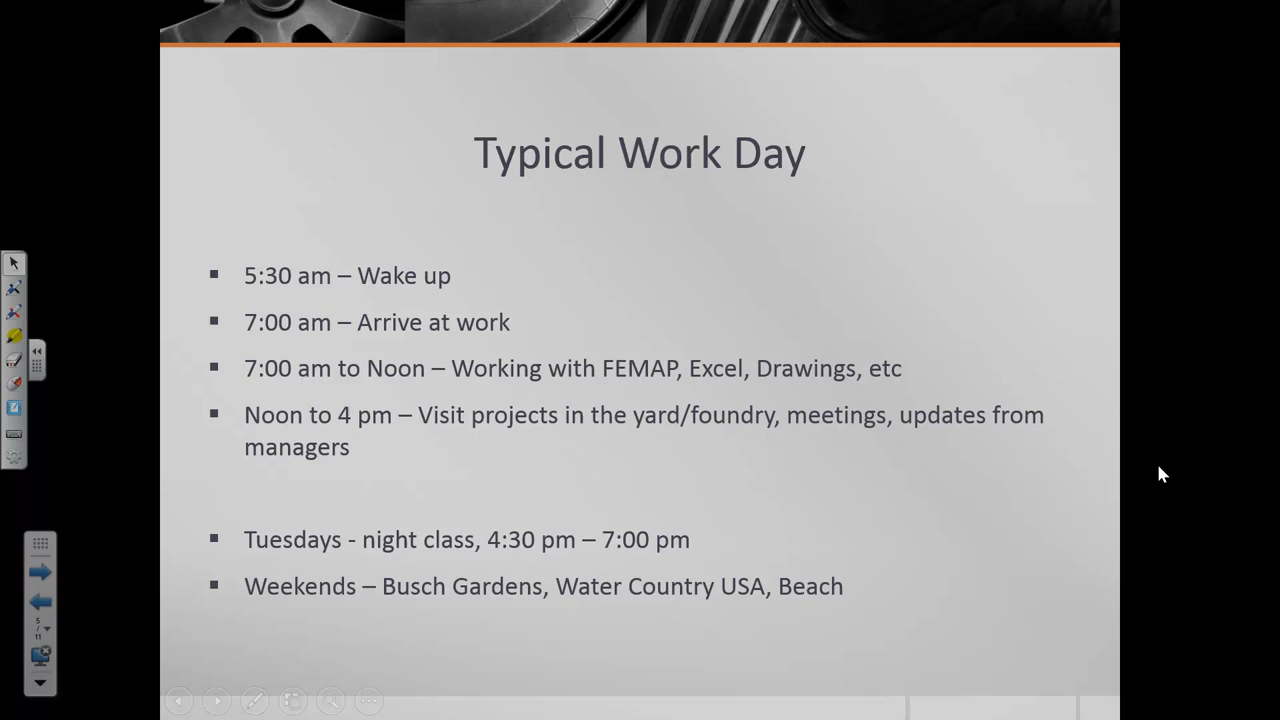 Typical Work Day
▪ 5:30 am – Wake up
▪ 7:00 am – Arrive at work
▪ 7:00 am to Noon – Working with FEMAP, Excel, Drawings, etc
▪ Noon to 4 pm – Visit projects in the yard/foundry, meetings, updates from
managers
▪ Tuesdays - night class, 4:30 pm – 7:00 pm
▪ Weekends – Busch Gardens, Water Country USA, Beach
5
/
11